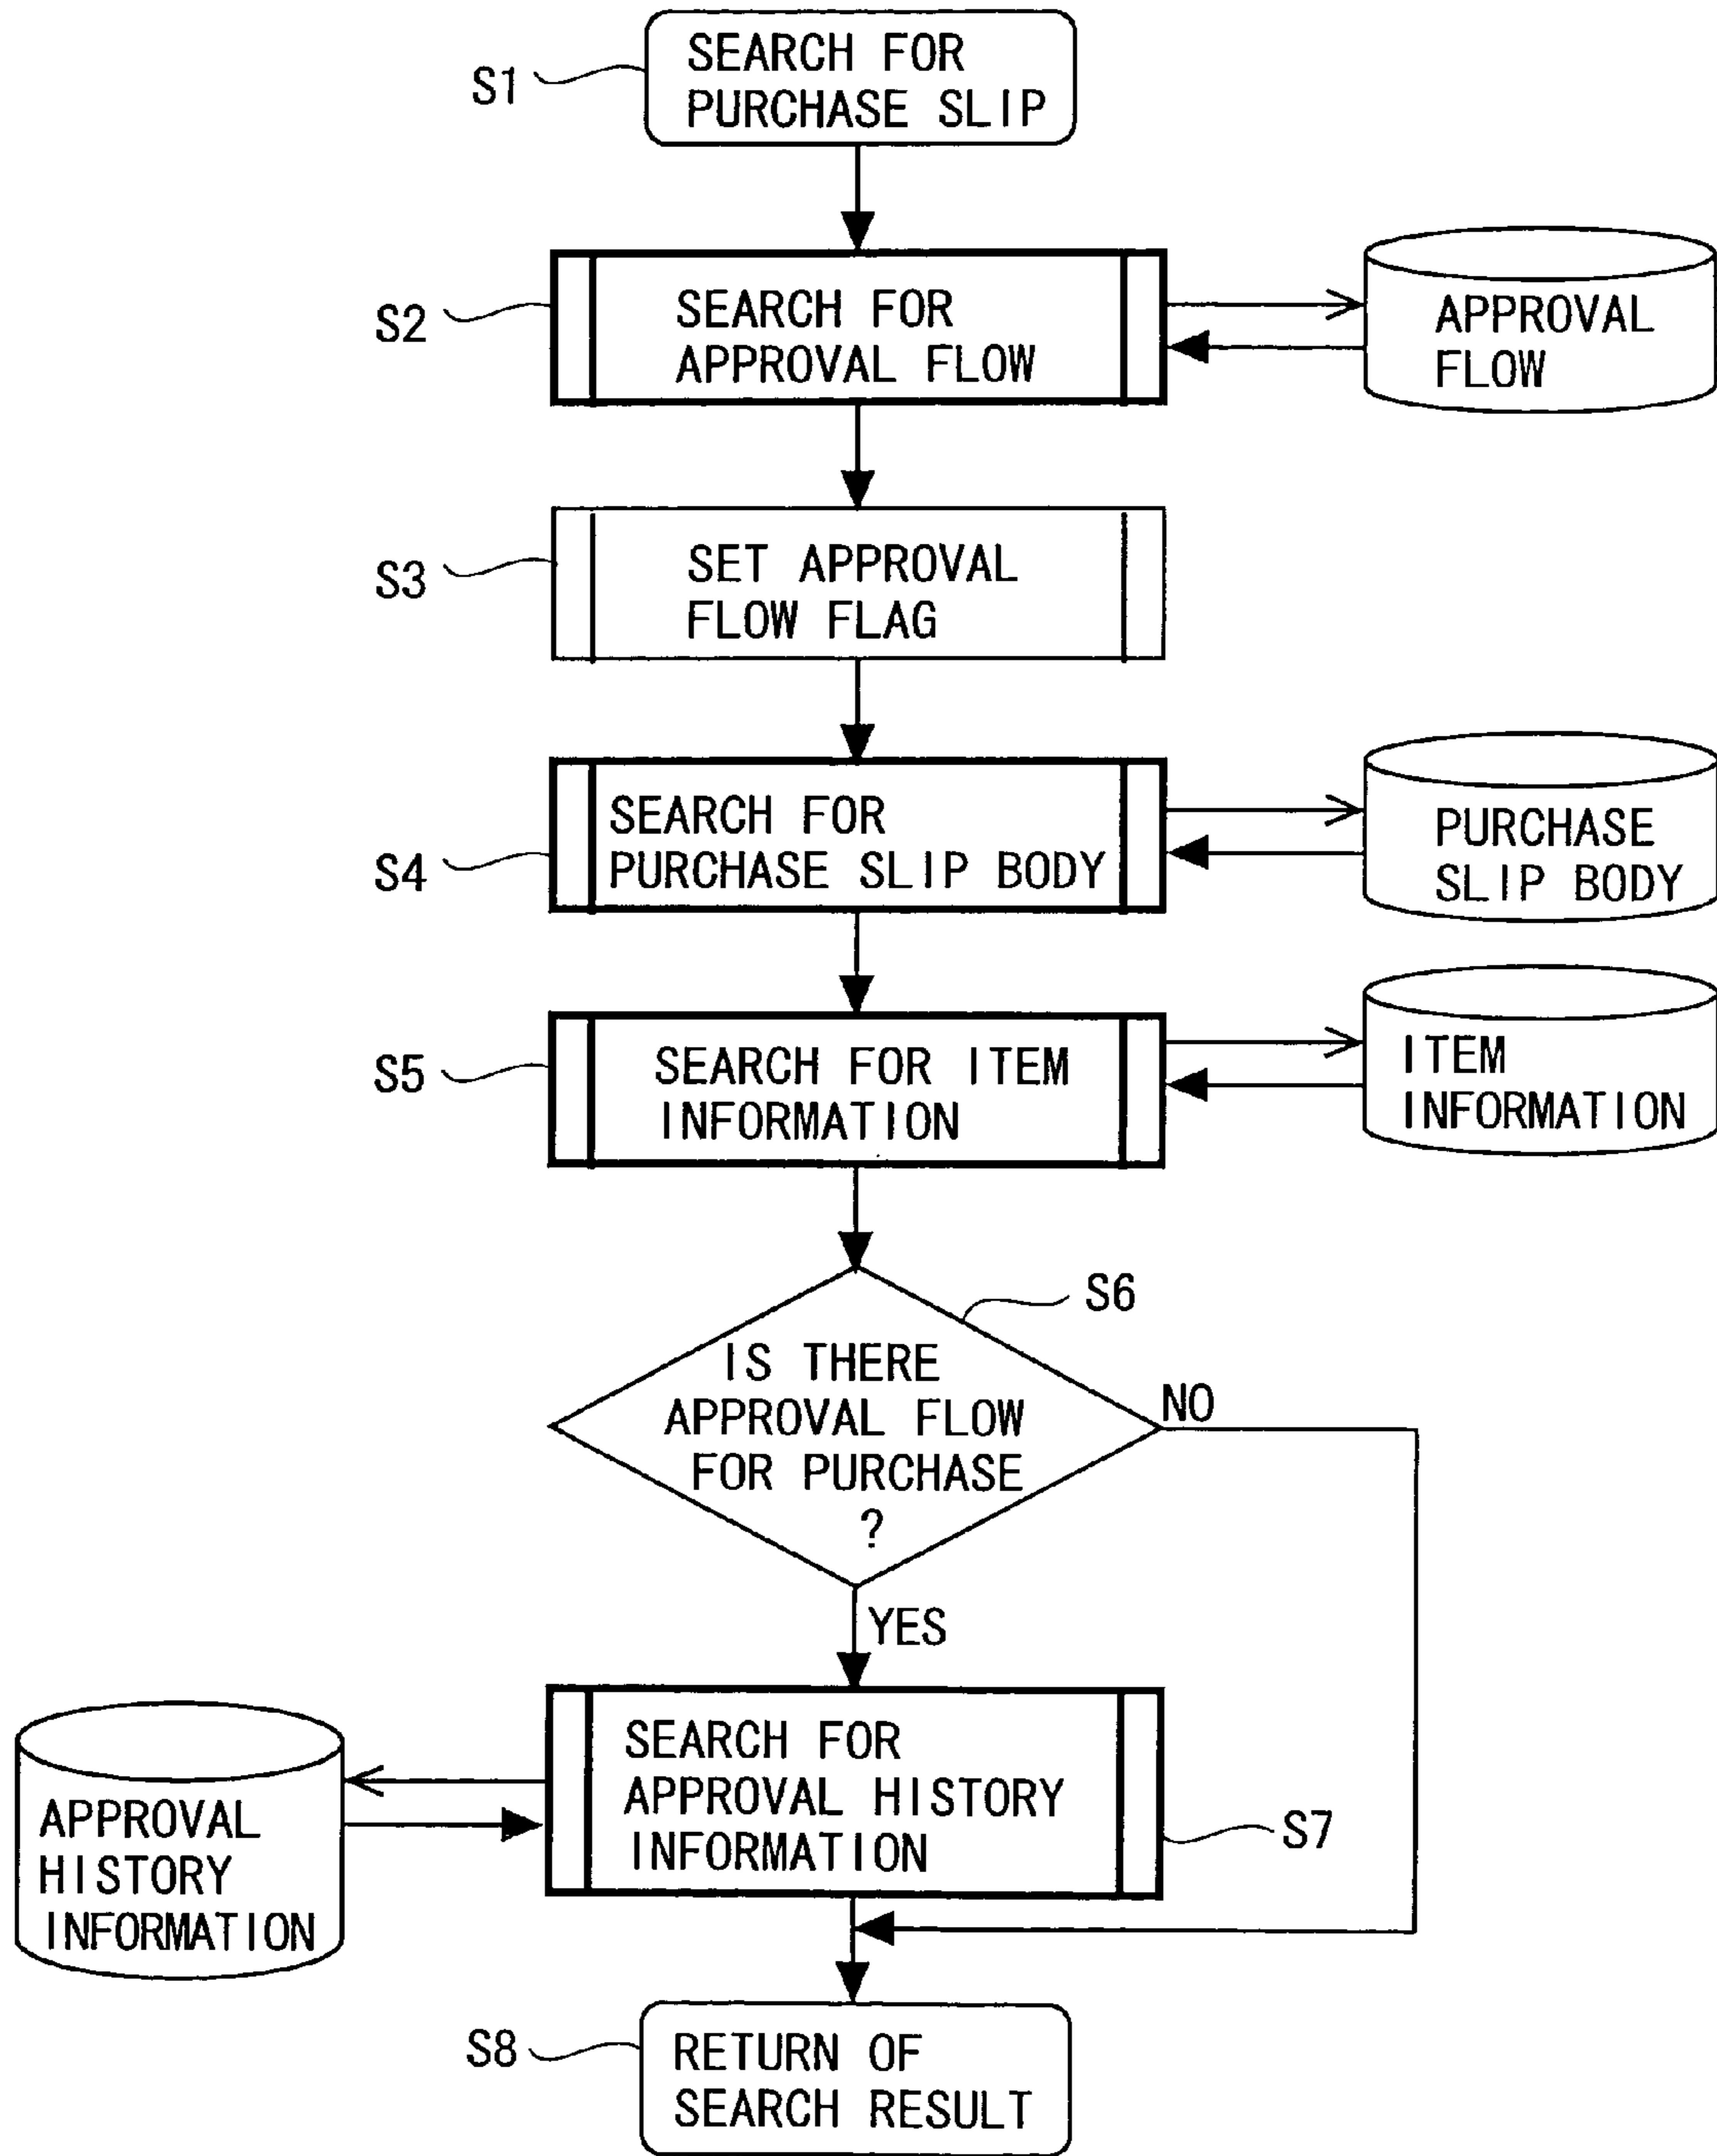 S1
SEARCH FOR
PURCHASE SLIP
S2
SEARCH FOR
APPROVAL FLOW
APPROVAL
FLOW
S3
SET APPROVAL
FLOW FLAG
S4
SEARCH FOR
PURCHASE SLIP BODY
PURCHASE
SLIP BODY
S5
SEARCH FOR ITEM
INFORMATION
ITEM
INFORMATION
S6
IS THERE
APPROVAL FLOW
FOR PURCHASE
?
NO
YES
SEARCH FOR
APPROVAL HISTORY
INFORMATION
S7
APPROVAL
HISTORY
INFORMATION
S8
RETURN OF
SEARCH RESULT